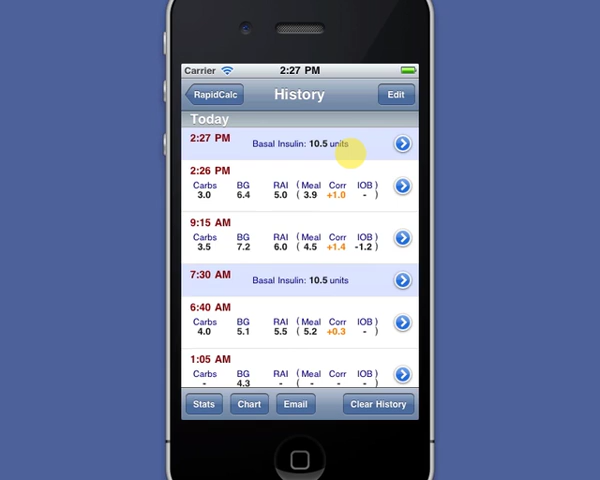 Carrier 2:27 PM
RapidCalc History Edit
Today
2:27 PM
Basal Insulin: 10.5 units
2:26 PM
Carbs BG RAI ( Meal Corr IOB )
3.0 6.4 5.0 ( 3.9 +1.0 - )
9:15 AM
Carbs BG RAI ( Meal Corr IOB )
3.5 7.2 6.0 ( 4.5 +1.4 -1.2 )
7:30 AM
Basal Insulin: 10.5 units
6:40 AM
Carbs BG RAI ( Meal Corr IOB )
4.0 5.1 5.5 ( 5.2 +0.3 - )
1:05 AM
Carbs BG RAI ( Meal Corr IOB )
- 4.3 - ( - - - )
Stats Chart Email Clear History